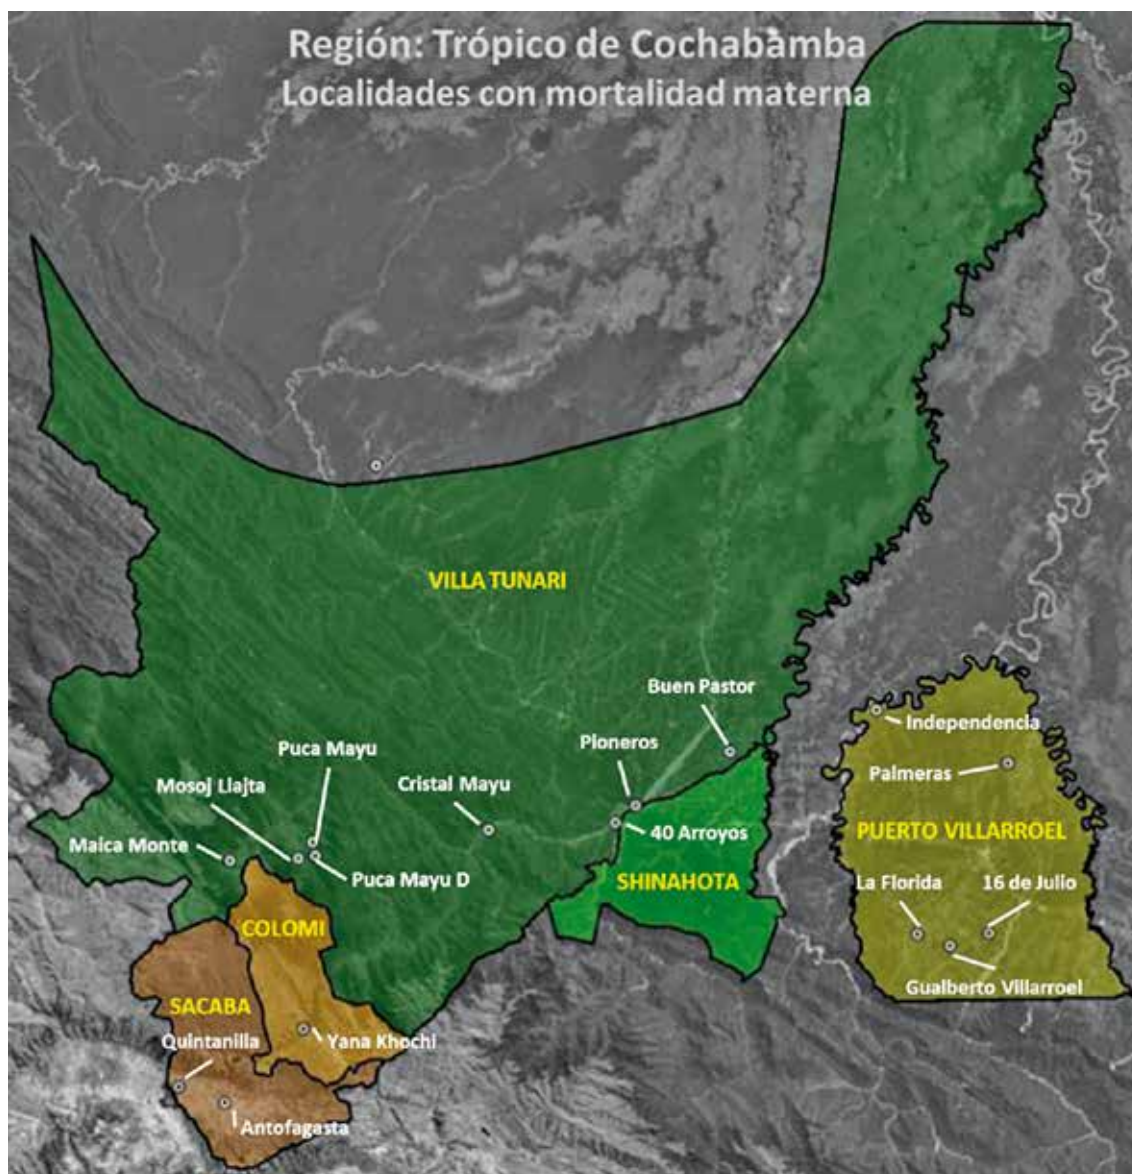 Región: Trópico de Cochabamba
Localidades con mortalidad materna
VILLA TUNARI
Buen Pastor
Pioneros
Independencia
Puca Mayu
Palmeras
Mosoj Llajta
Cristal Mayu
40 Arroyos
PUERTO VILLARROEL
Maica Monte
Puca Mayu D
SHINAHOTA
La Florida
16 de Julio
COLOMI
Gualberto Villarroel
SACABA
Quintanilla
Yana Khochi
Antofagasta